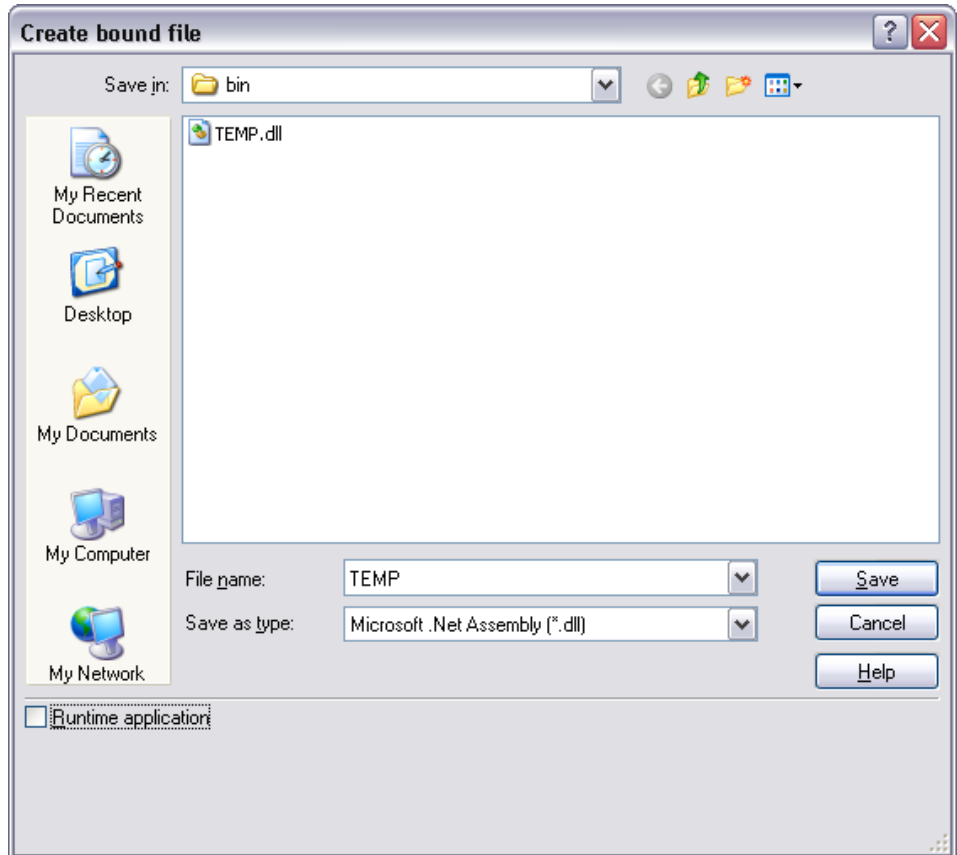 Create bound file
Save in:
bin
TEMP.dll
My Recent
Documents
Desktop
My Documents
My Computer
My Network
File name:
TEMP
Save
Save as type:
Microsoft .Net Assembly (*.dll)
Cancel
Help
Runtime application